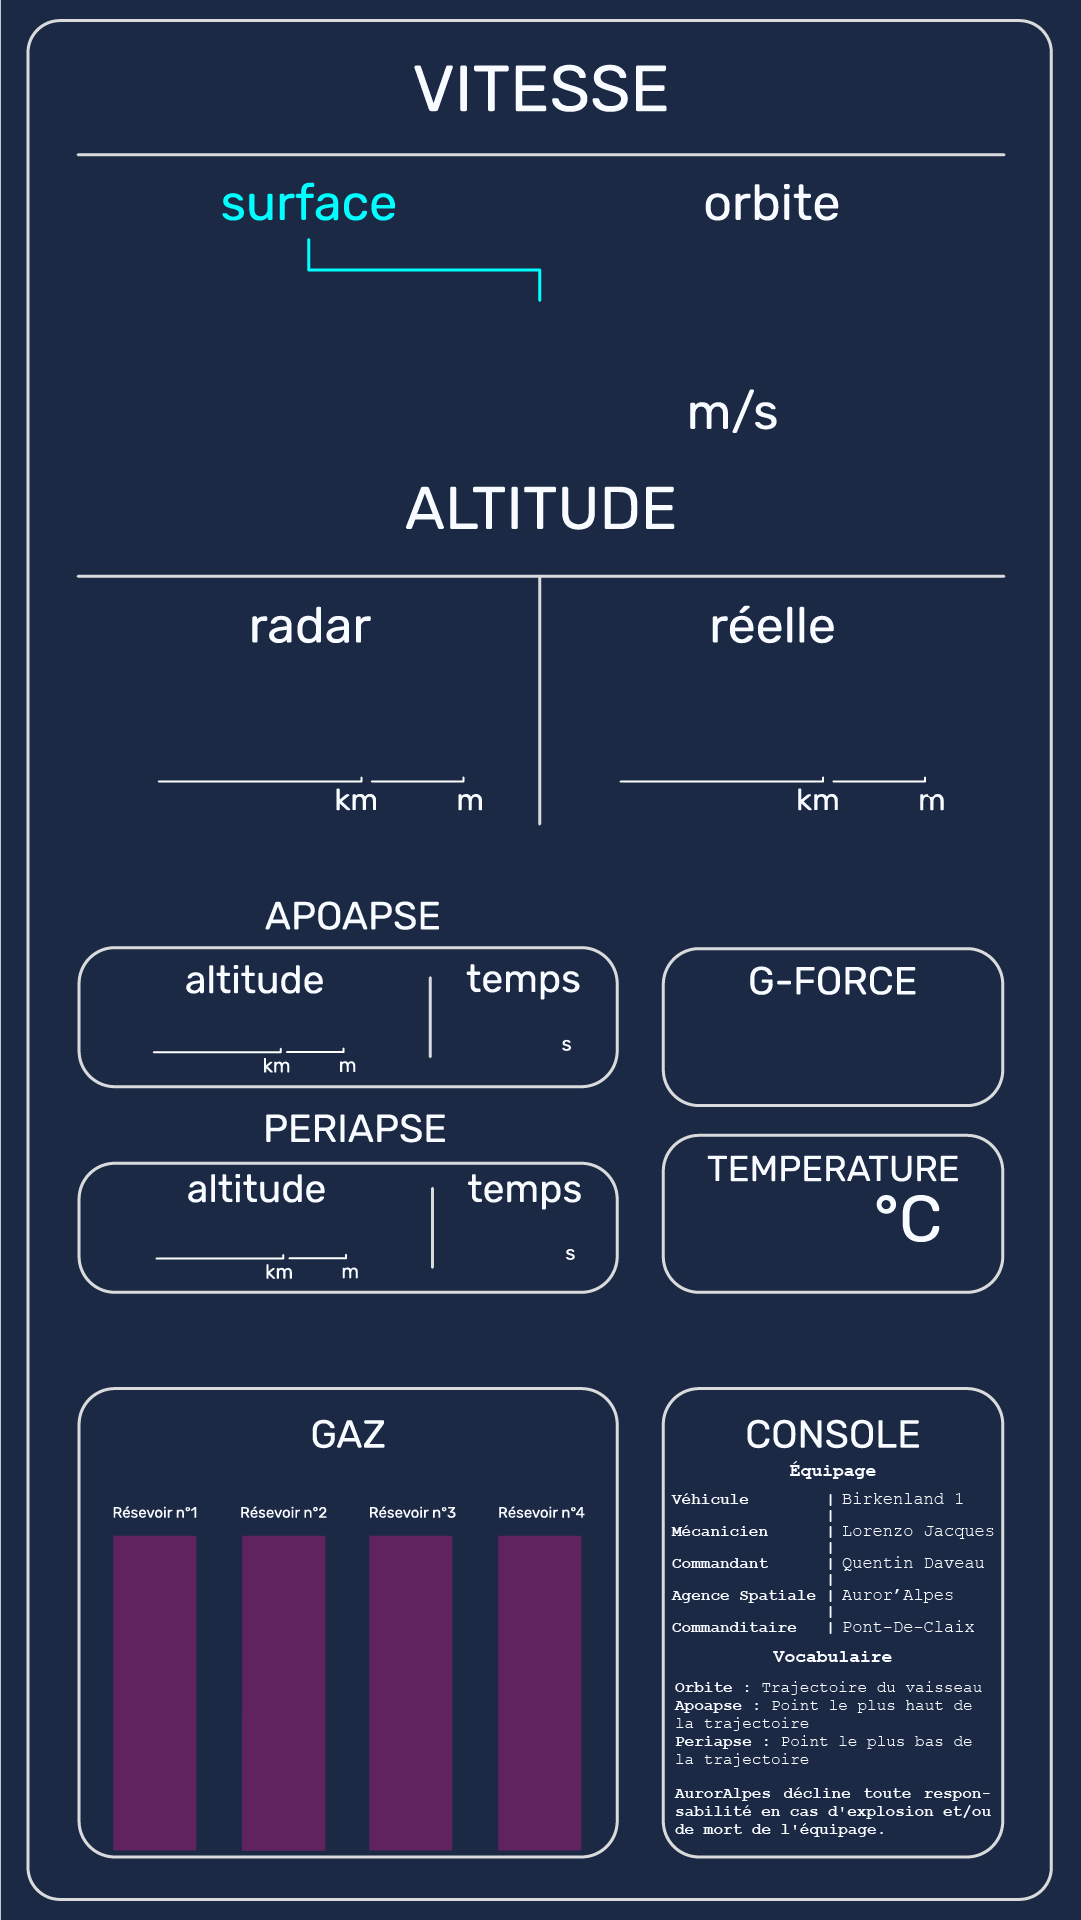 VITESSE
surface orbite
m/s
ALTITUDE
radar réelle
km m km m
APOAPSE
altitude temps
s
km m
G-FORCE
PERIAPSE
altitude temps
s
km m
TEMPERATURE
°C
GAZ
Résevoir n°1 Résevoir n°2 Résevoir n°3 Résevoir n°4
CONSOLE
Équipage
Véhicule | Birkenland 1
Mécanicien | Lorenzo Jacques
Commandant | Quentin Daveau
Agence Spatiale | Auror’Alpes
Commanditaire | Pont-De-Claix
Vocabulaire
Orbite : Trajectoire du vaisseau
Apoapse : Point le plus haut de
la trajectoire
Periapse : Point le plus bas de
la trajectoire
AurorAlpes décline toute respon-
sabilité en cas d'explosion et/ou
de mort de l'équipage.